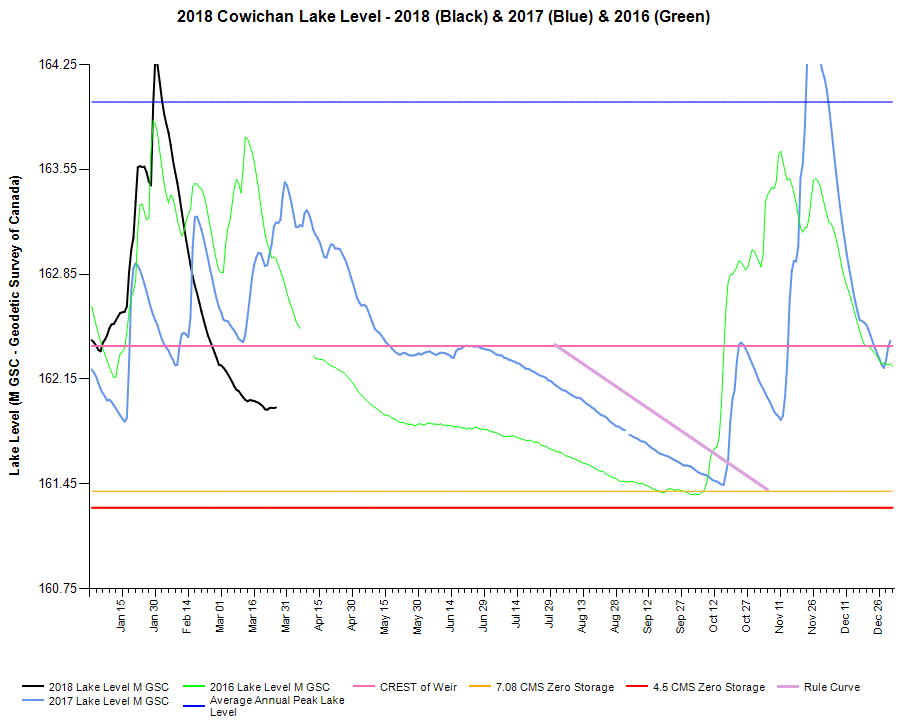 2018 Cowichan Lake Level - 2018 (Black) & 2017 (Blue) & 2016 (Green)
Lake Level (M GSC - Geodetic Survey of Canada)
164.25
163.55
162.85
162.15
161.45
160.75
Jan 15
Jan 30
Feb 14
Mar 01
Mar 16
Mar 31
Apr 15
Apr 30
May 15
May 30
Jun 14
Jun 29
Jul 14
Jul 29
Aug 13
Aug 28
Sep 12
Sep 27
Oct 12
Oct 27
Nov 11
Nov 26
Dec 11
Dec 26
2018 Lake Level M GSC
2016 Lake Level M GSC
CREST of Weir
7.08 CMS Zero Storage
4.5 CMS Zero Storage
Rule Curve
2017 Lake Level M GSC
Average Annual Peak Lake
Level